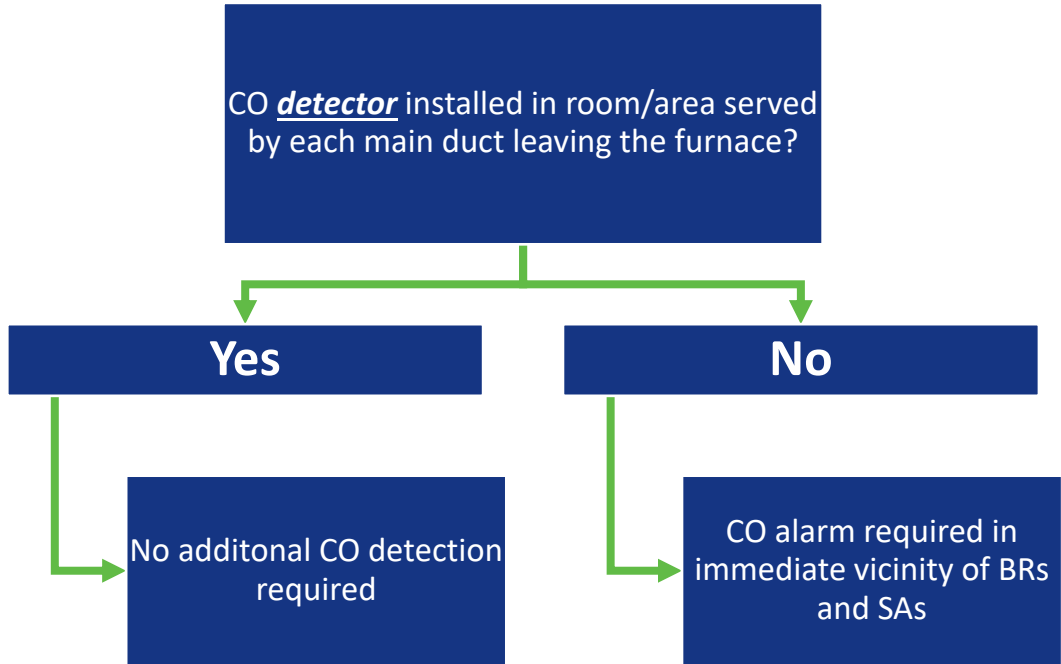 CO detector installed in room/area served
by each main duct leaving the furnace?
Yes
No
No additonal CO detection
required
CO alarm required in
immediate vicinity of BRs
and SAs